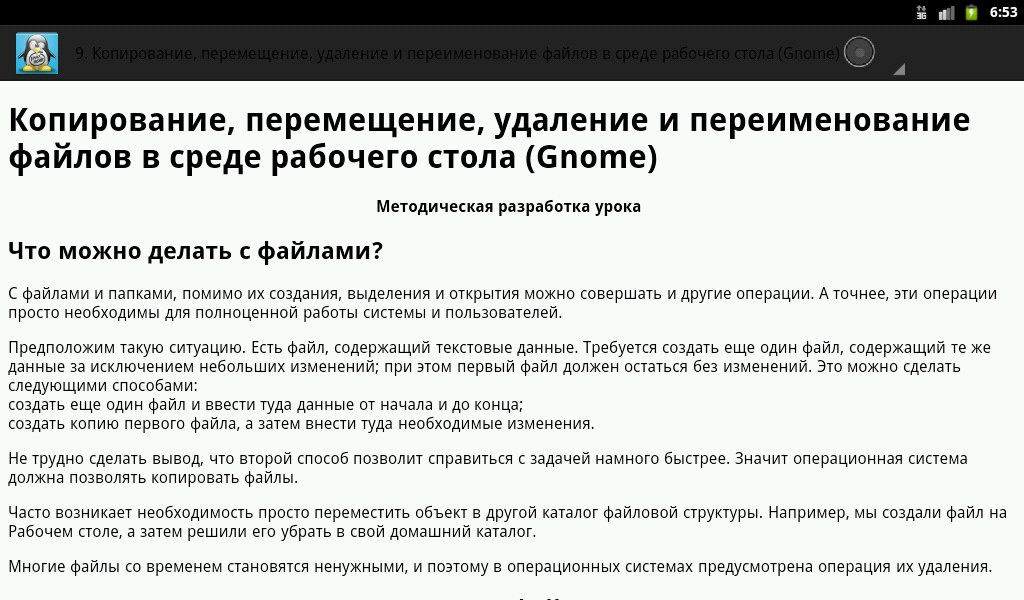 3G 6:53
9. Копирование, перемещение, удаление и переименование файлов в среде рабочего стола (Gnome)
Копирование, перемещение, удаление и переименование
файлов в среде рабочего стола (Gnome)
Методическая разработка урока
Что можно делать с файлами?
С файлами и папками, помимо их создания, выделения и открытия можно совершать и другие операции. А точнее, эти операции
просто необходимы для полноценной работы системы и пользователей.
Предположим такую ситуацию. Есть файл, содержащий текстовые данные. Требуется создать еще один файл, содержащий те же
данные за исключением небольших изменений; при этом первый файл должен остаться без изменений. Это можно сделать
следующими способами:
создать еще один файл и ввести туда данные от начала и до конца;
создать копию первого файла, а затем внести туда необходимые изменения.
Не трудно сделать вывод, что второй способ позволит справиться с задачей намного быстрее. Значит операционная система
должна позволять копировать файлы.
Часто возникает необходимость просто переместить объект в другой каталог файловой структуры. Например, мы создали файл на
Рабочем столе, а затем решили его убрать в свой домашний каталог.
Многие файлы со временем становятся ненужными, и поэтому в операционных системах предусмотрена операция их удаления.